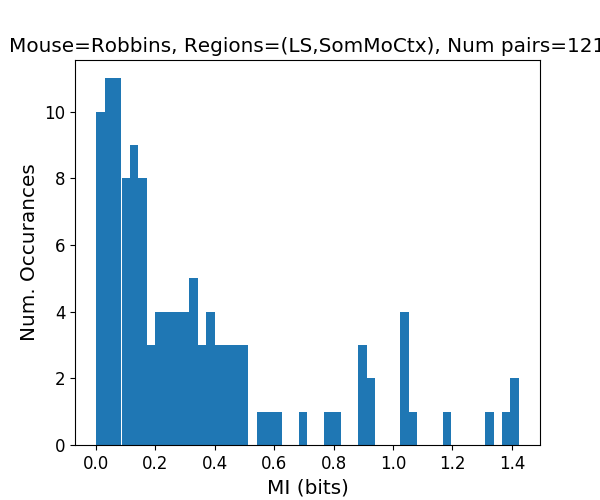 Mouse=Robbins, Regions=(LS,SomMoCtx), Num pairs=121
10
8
6
4
2
0
Num. Occurances
0.0 0.2 0.4 0.6 0.8 1.0 1.2 1.4
MI (bits)